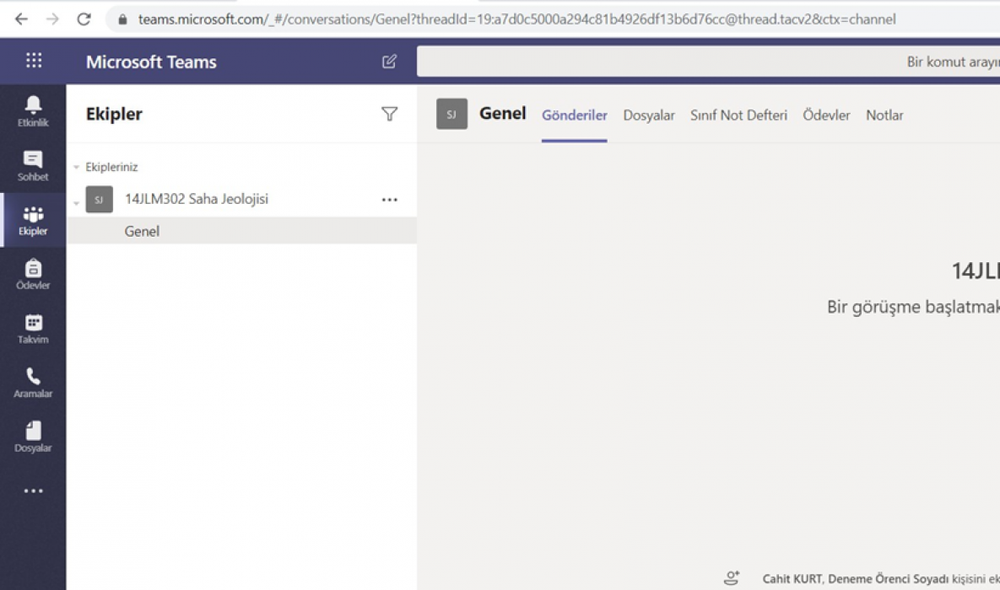 teams.microsoft.com/_#/conversations/Genel?threadId=19:a7d0c5000a294c81b4926df13b6d76cc@thread.tacv2&ctx=channel
Microsoft Teams
Bir komut arayın
Etkinlik
Sohbet
Ekipler
Ödevler
Takvim
Aramalar
Dosyalar
Ekipler
Ekipleriniz
SJ 14JLM302 Saha Jeolojisi
Genel
SJ Genel Gönderiler Dosyalar Sınıf Not Defteri Ödevler Notlar
14JL
Bir görüşme başlatmak
Cahit KURT, Deneme Örenci Soyadı kişisini ek